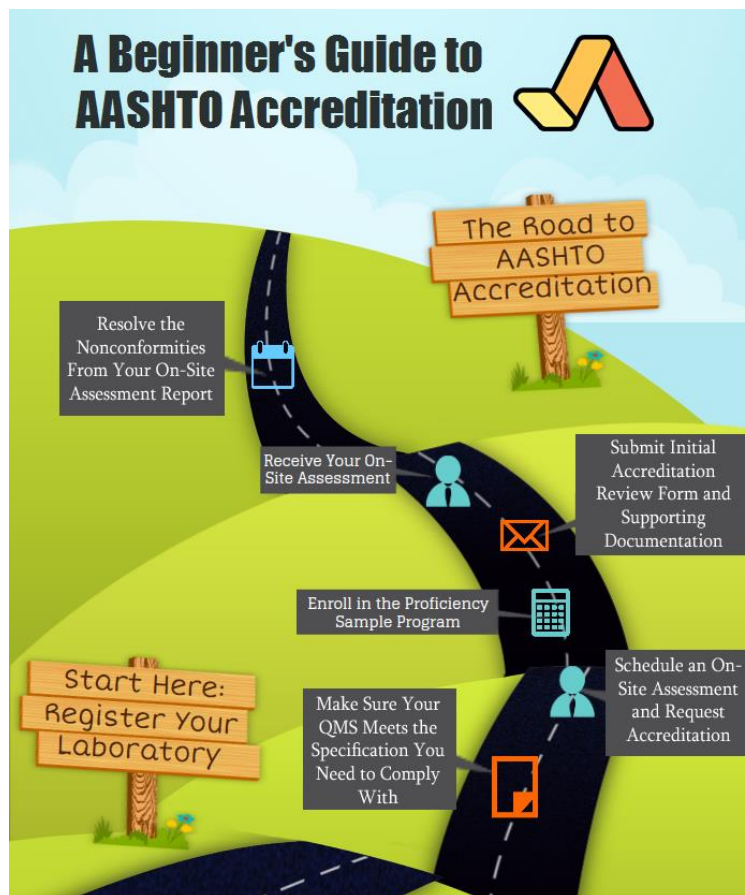 A Beginner's Guide to
AASHTO Accreditation
The Road to
AASHTO
Accreditation
Resolve the
Nonconformities
From Your On-Site
Assessment Report
Receive Your On-
Site Assessment
Submit Initial
Accreditation
Review Form and
Supporting
Documentation
Enroll in the Proficiency
Sample Program
Schedule an On-
Site Assessment
and Request
Accreditation
Make Sure Your
QMS Meets the
Specification You
Need to Comply
With
Start Here:
Register Your
Laboratory